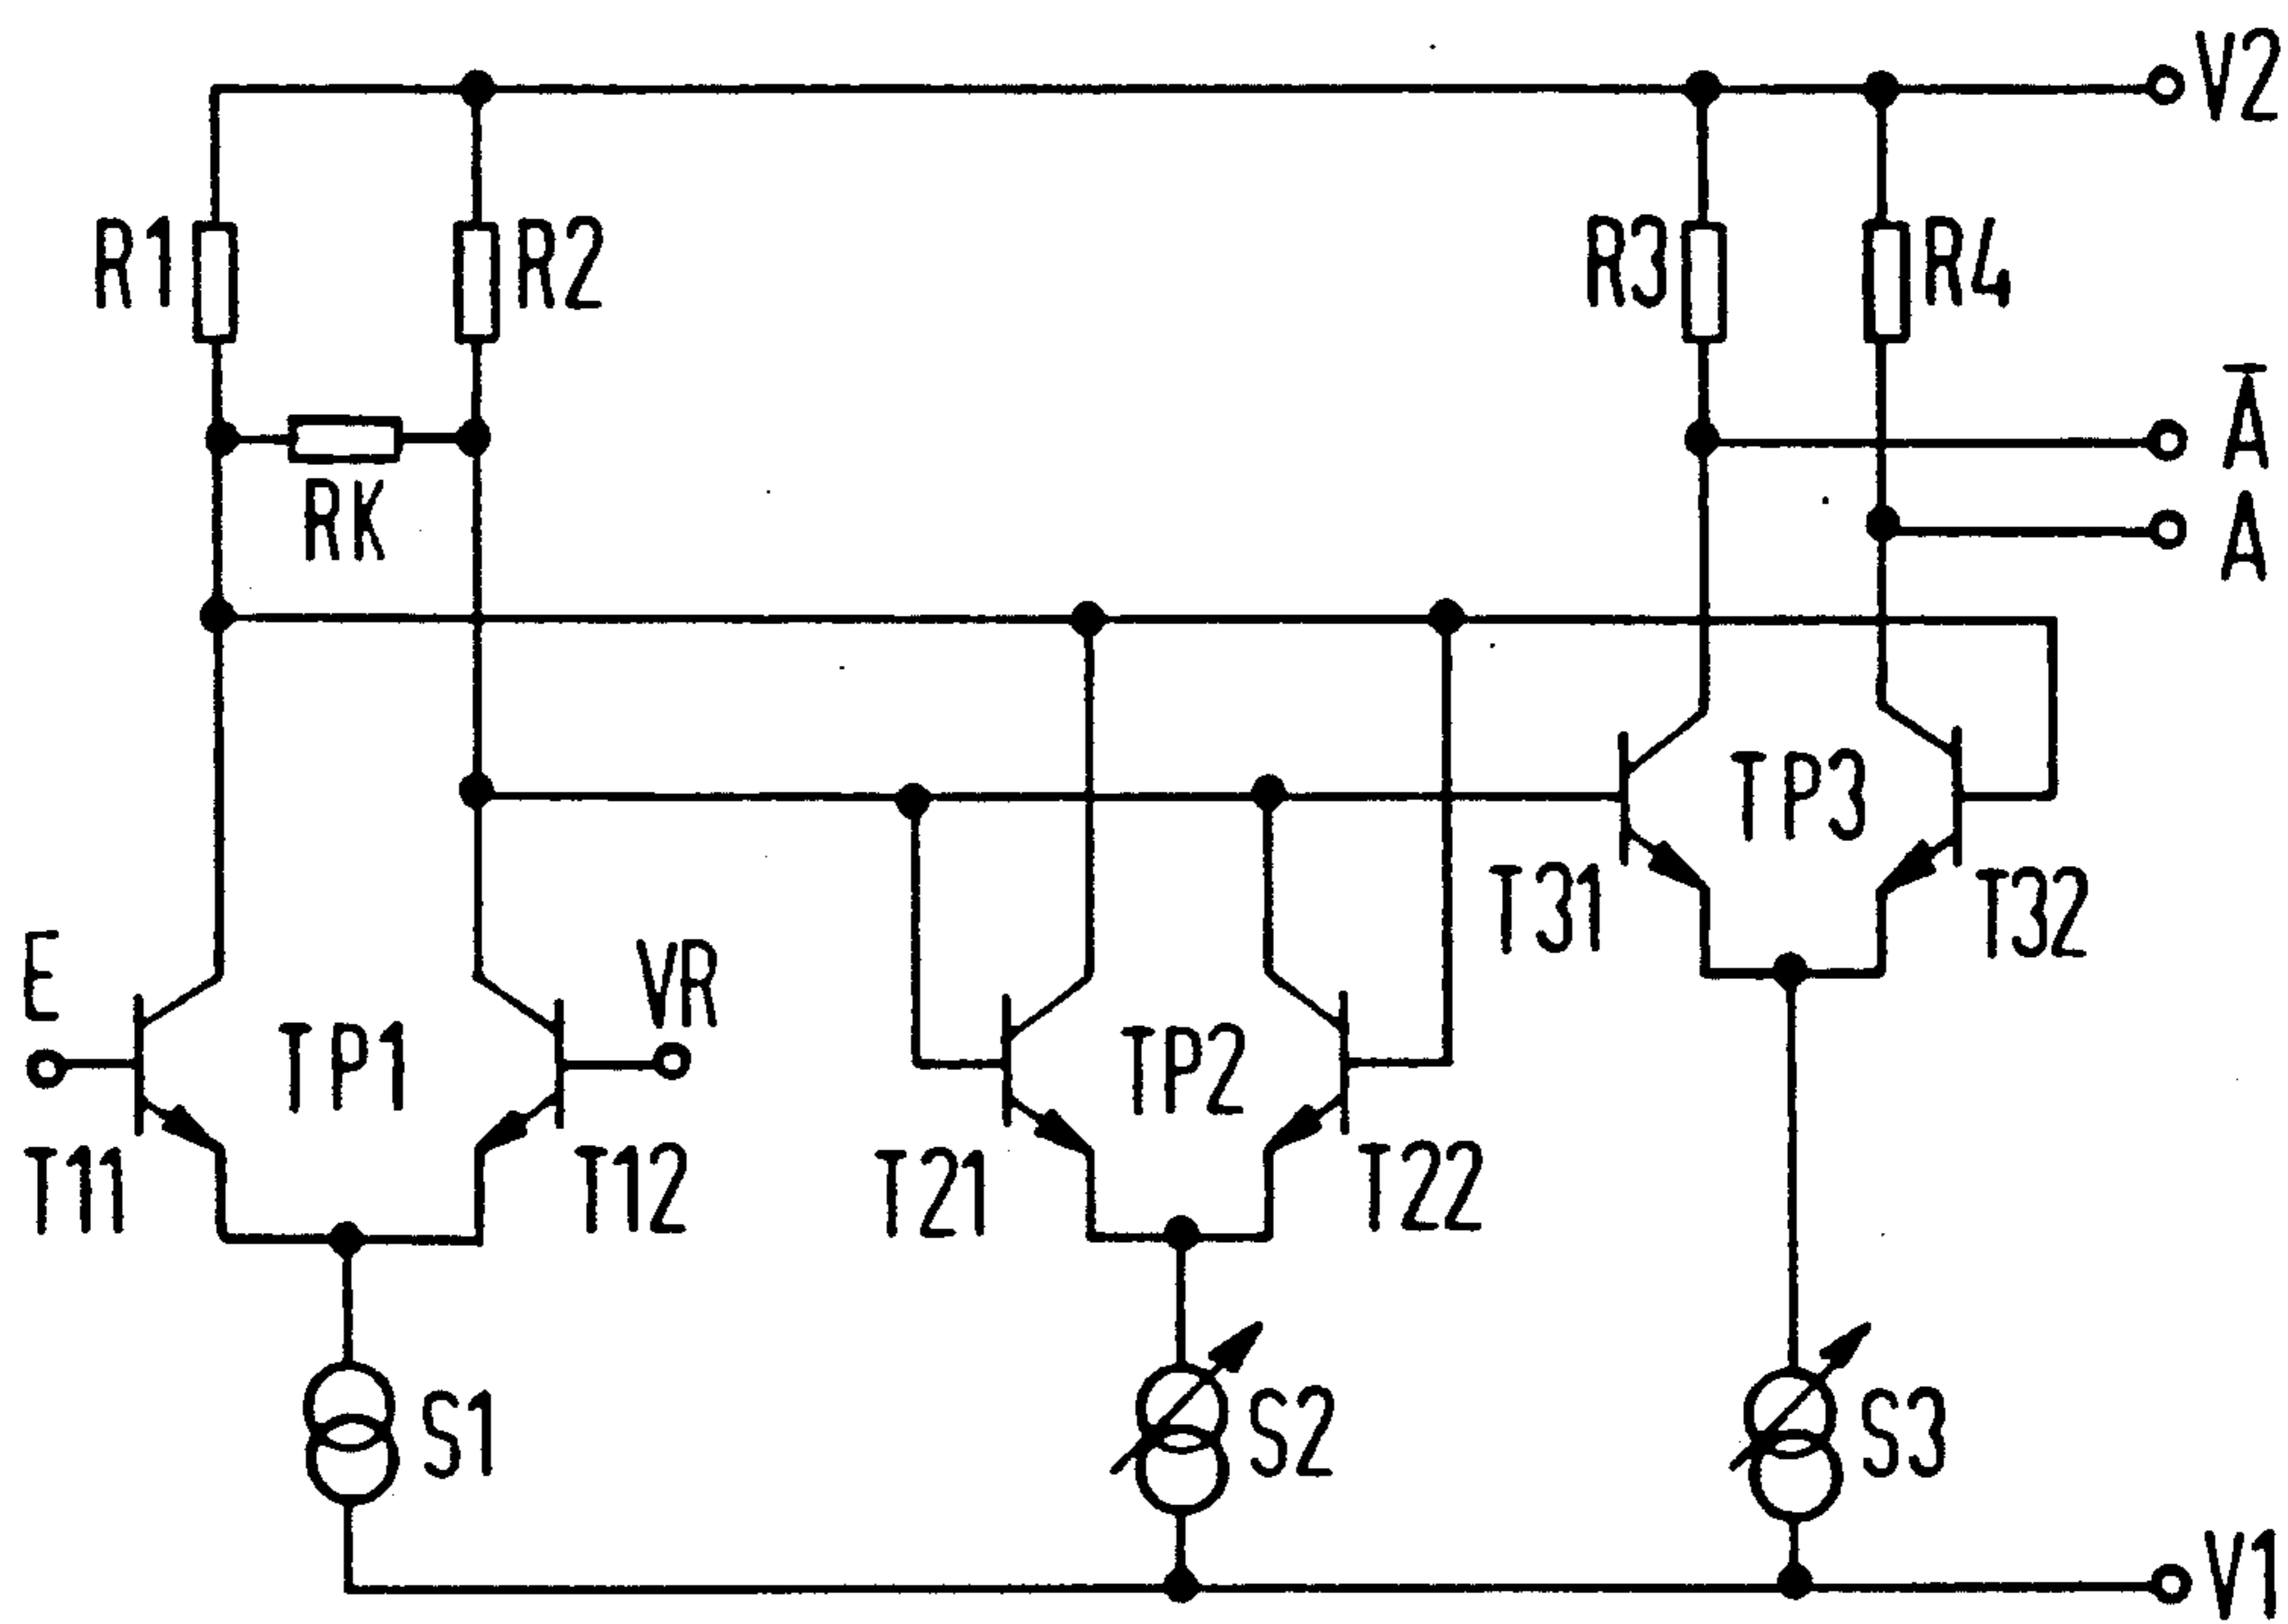 V2
R1
R2
R3
R4
Ā
RK
A
TP3
T31
T32
E
VR
TP1
TP2
T11
T12
T21
T22
S1
S2
S3
V1